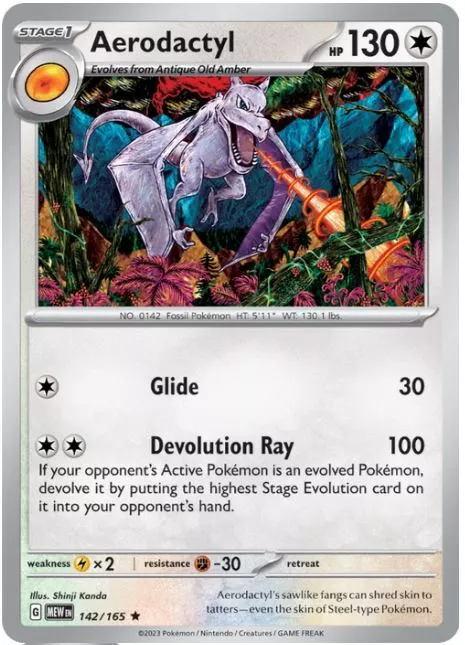 STAGE 1
Aerodactyl
HP 130
Evolves from Antique Old Amber
NO. 0142 Fossil Pokémon HT: 5'11" WT: 130.1 lbs.
Glide 30
Devolution Ray 100
If your opponent's Active Pokémon is an evolved Pokémon,
devolve it by putting the highest Stage Evolution card on
it into your opponent's hand.
weakness ×2 resistance -30 retreat
Illus. Shinji Kanda
Aerodactyl's sawlike fangs can shred skin to
tatters—even the skin of Steel-type Pokémon.
G MEW EN 142/165 ★
©2023 Pokémon / Nintendo / Creatures / GAME FREAK